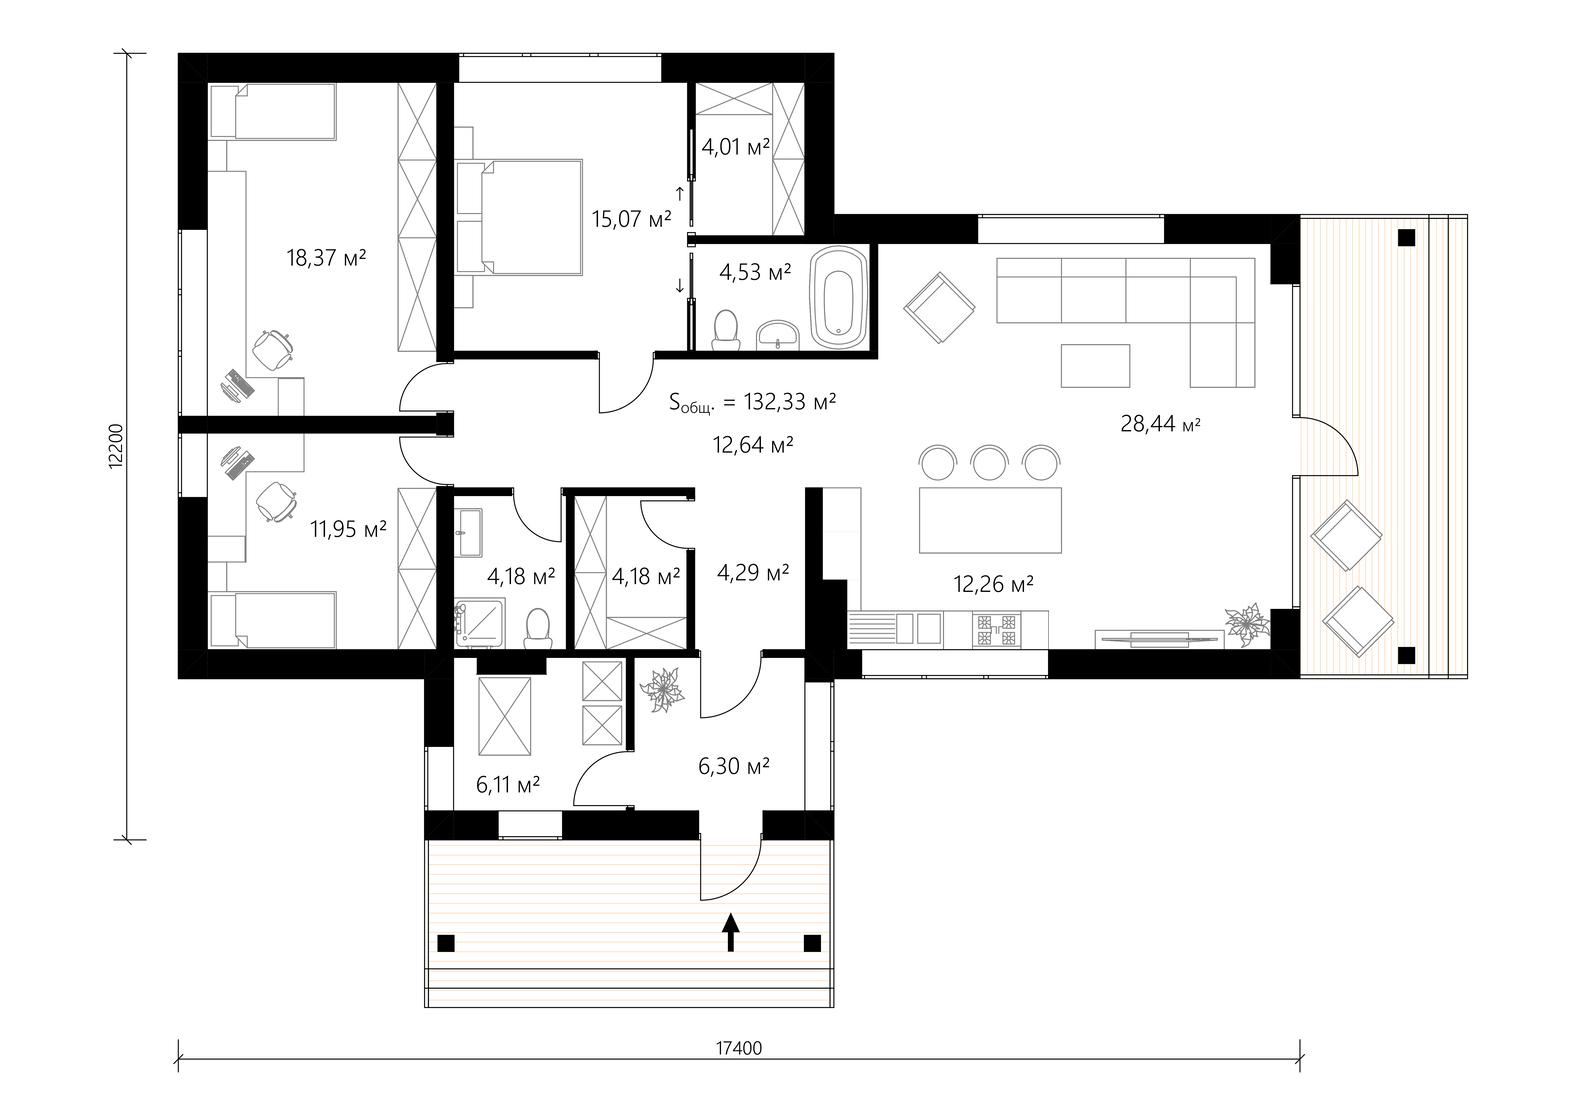 4,01 м²
15,07 м²
18,37 м²
4,53 м²
Sобщ. = 132,33 м²
12,64 м²
28,44 м²
12200
11,95 м²
4,18 м²
4,18 м²
4,29 м²
12,26 м²
6,30 м²
6,11 м²
17400